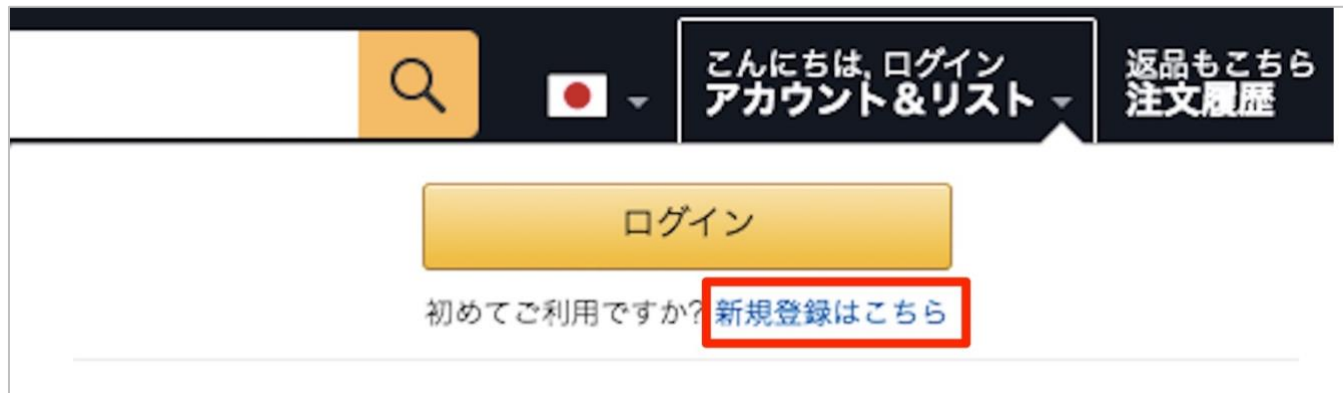 こんにちは, ログイン
アカウント＆リスト
返品もこちら
注文履歴
ログイン
初めてご利用ですか? 新規登録はこちら